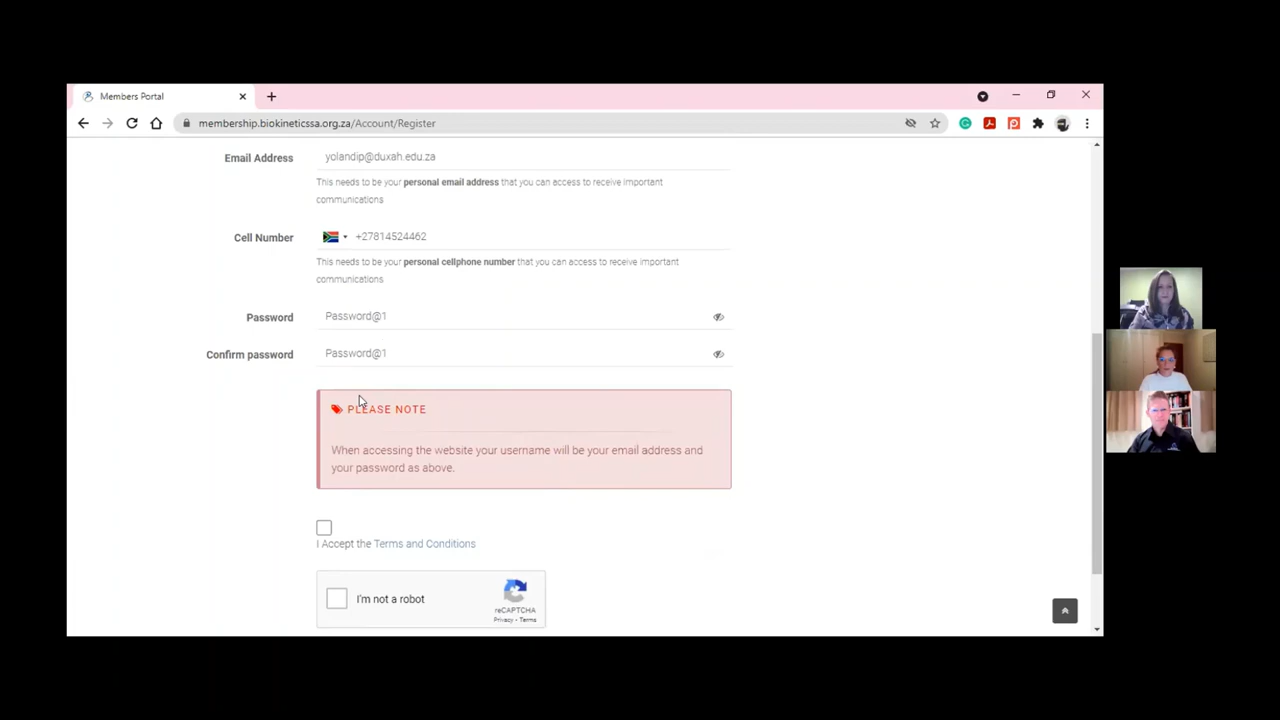 Members Portal
membership.biokineticssa.org.za/Account/Register
Email Address
yolandip@duxah.edu.za
This needs to be your personal email address that you can access to receive important
communications
Cell Number
+27814524462
This needs to be your personal cellphone number that you can access to receive important
communications
Password
Password@1
Confirm password
Password@1
PLEASE NOTE
When accessing the website your username will be your email address and
your password as above.
I Accept the Terms and Conditions
I'm not a robot
reCAPTCHA
Privacy - Terms